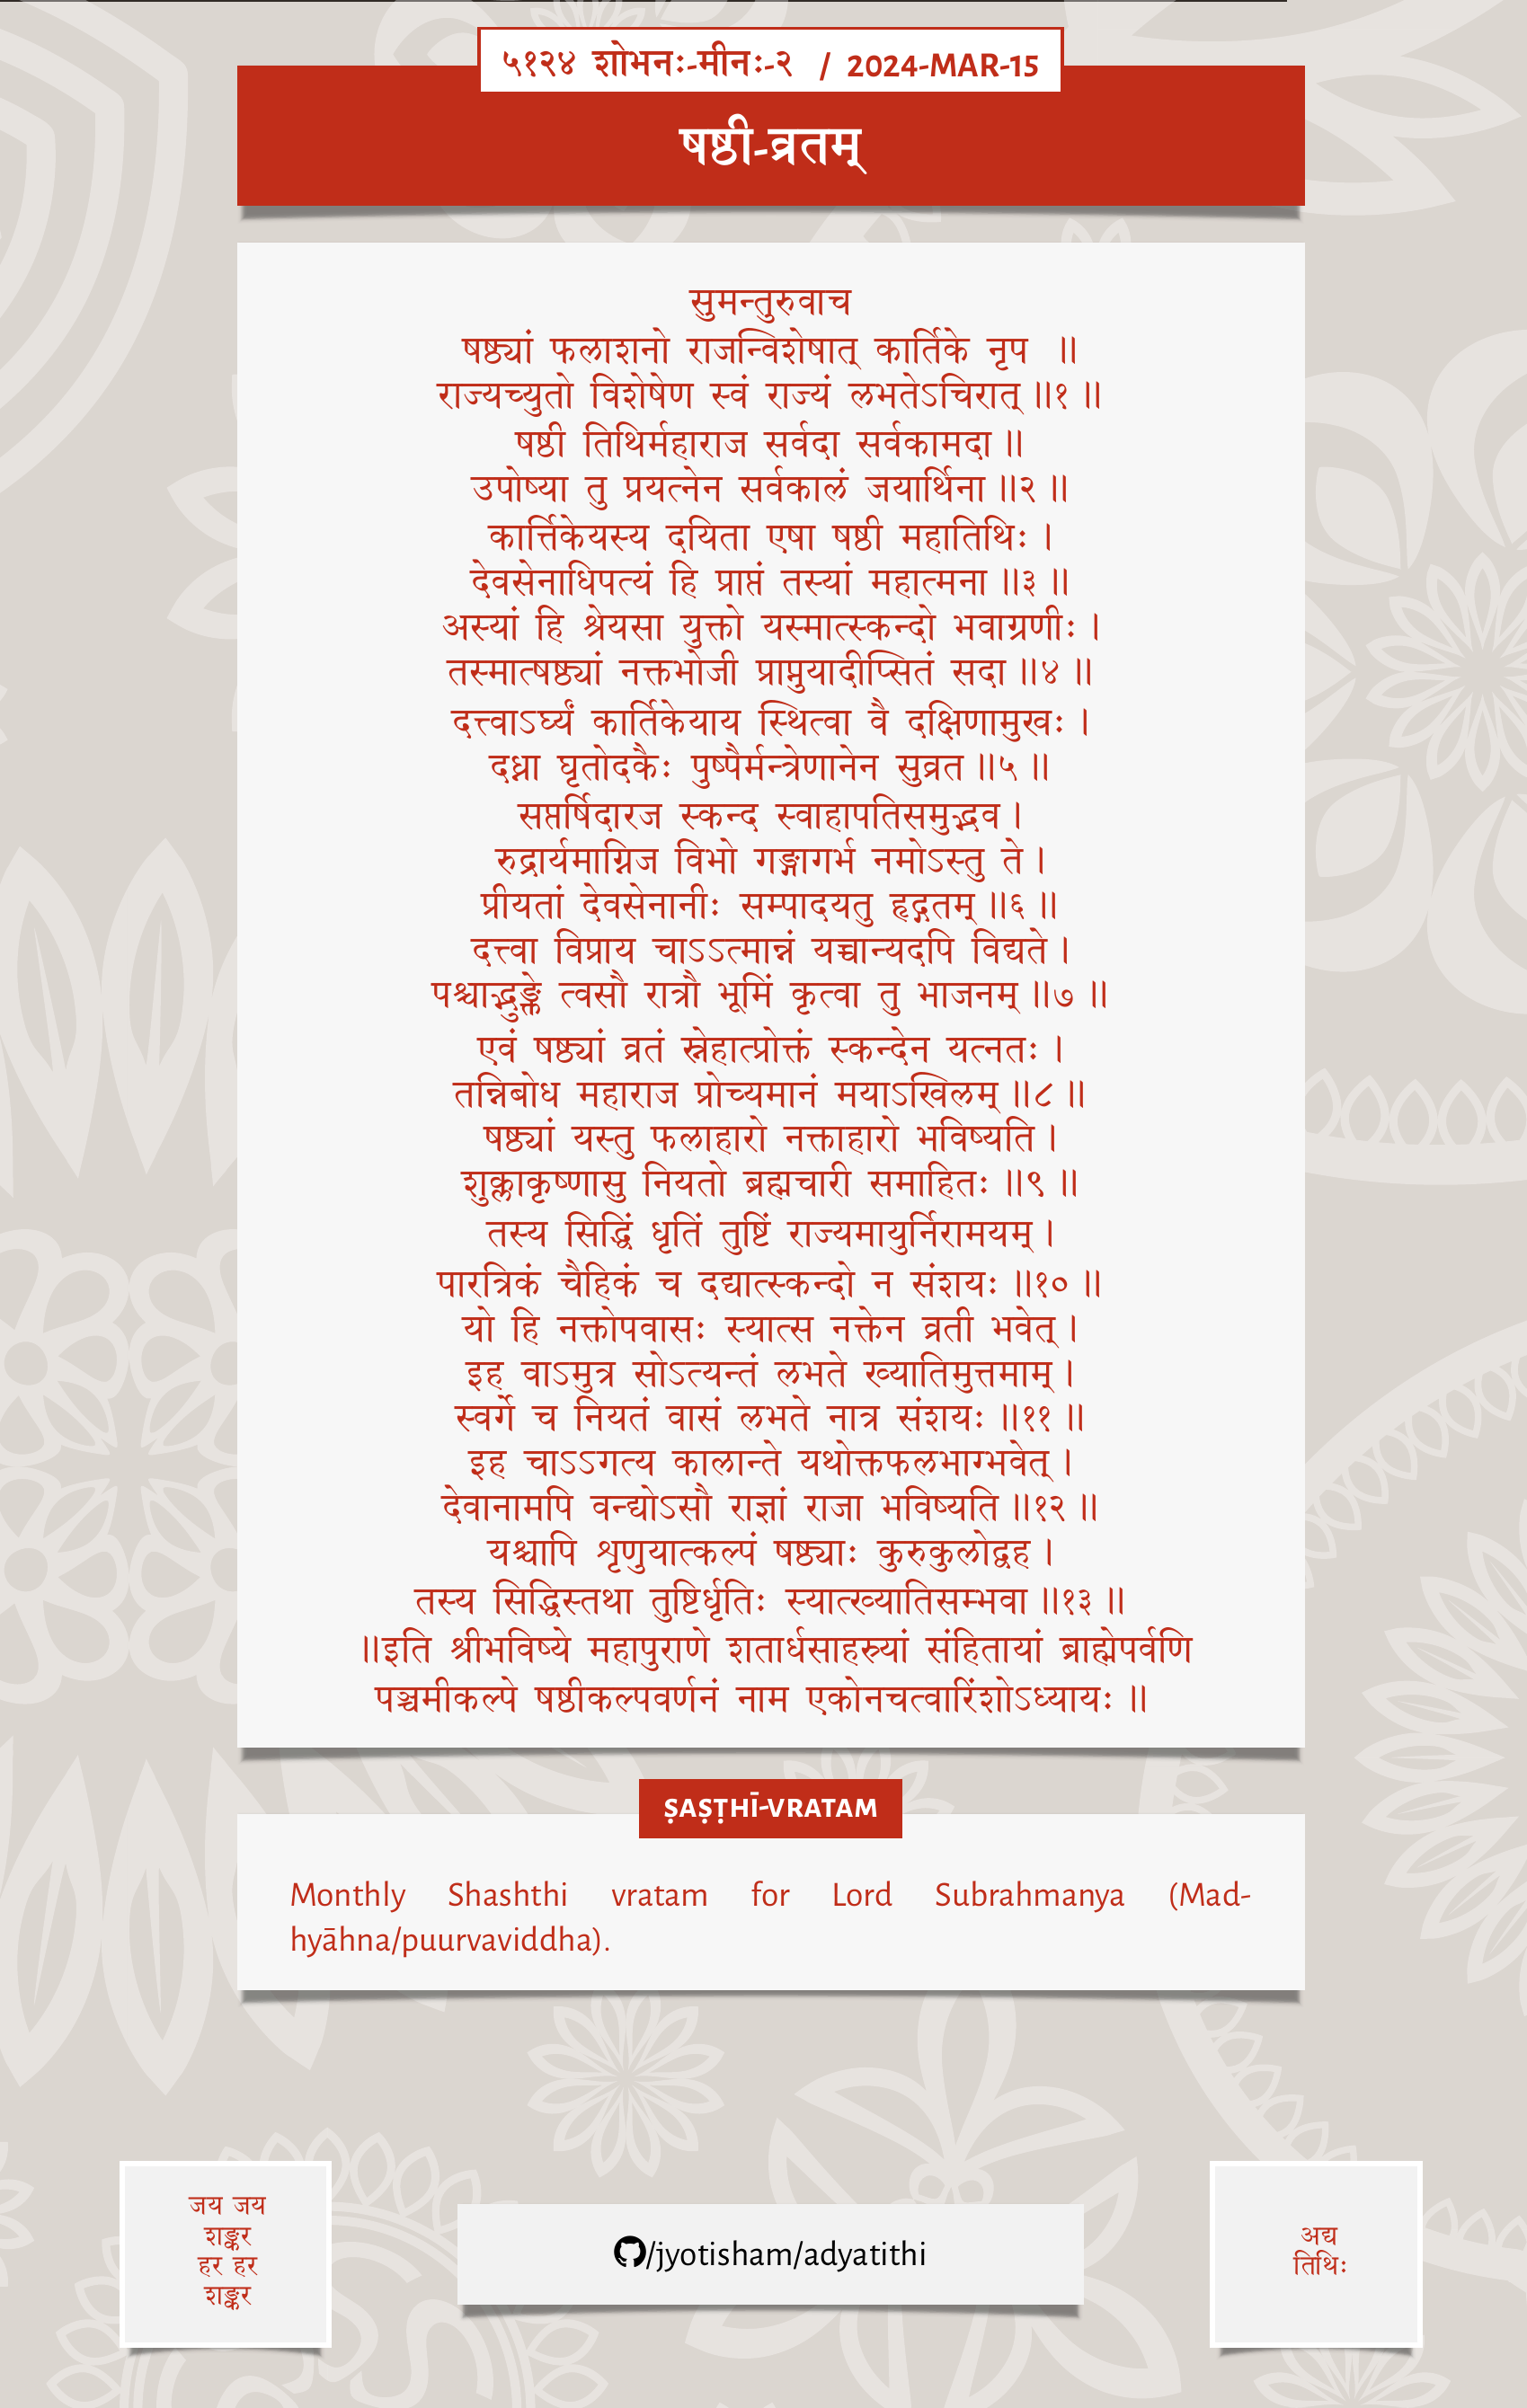 ५१२४ शोभनः-मीनः-२ / 2024-MAR-15
षष्ठी-व्रतम्
सुमन्तुरुवाच
षष्ठ्यां फलाशनो राजन्विशेषात् कार्तिके नृप ॥
राज्यच्युतो विशेषेण स्वं राज्यं लभतेऽचिरात् ॥१॥
षष्ठी तिथिर्महाराज सर्वदा सर्वकामदा ॥
उपोष्या तु प्रयत्नेन सर्वकालं जयार्थिना ॥२॥
कार्त्तिकेयस्य दयिता एषा षष्ठी महातिथिः ।
देवसेनाधिपत्यं हि प्राप्तं तस्यां महात्मना ॥३॥
अस्यां हि श्रेयसा युक्तो यस्मात्स्कन्दो भवाग्रणीः ।
तस्मात्षष्ठ्यां नक्तभोजी प्राप्नुयादीप्सितं सदा ॥४॥
दत्त्वाऽर्घ्यं कार्तिकेयाय स्थित्वा वै दक्षिणामुखः ।
दध्ना घृतोदकैः पुष्पैर्मन्त्रेणानेन सुव्रत ॥५॥
सप्तर्षिदारज स्कन्द स्वाहापतिसमुद्भव ।
रुद्रार्यमाग्निज विभो गङ्गागर्भ नमोऽस्तु ते ।
प्रीयतां देवसेनानीः सम्पादयतु हृद्गतम् ॥६॥
दत्त्वा विप्राय चाऽऽत्मान्नं यच्चान्यदपि विद्यते ।
पश्चाद्भुङ्क्ते त्वसौ रात्रौ भूमिं कृत्वा तु भाजनम् ॥७॥
एवं षष्ठ्यां व्रतं स्नेहात्प्रोक्तं स्कन्देन यत्नतः ।
तन्निबोध महाराज प्रोच्यमानं मयाऽखिलम् ॥८॥
षष्ठ्यां यस्तु फलाहारो नक्ताहारो भविष्यति ।
शुक्लाकृष्णासु नियतो ब्रह्मचारी समाहितः ॥९॥
तस्य सिद्धिं धृतिं तुष्टिं राज्यमायुर्निरामयम् ।
पारत्रिकं चैहिकं च दद्यात्स्कन्दो न संशयः ॥१०॥
यो हि नक्तोपवासः स्यात्स नक्तेन व्रती भवेत् ।
इह वाऽमुत्र सोऽत्यन्तं लभते ख्यातिमुत्तमाम् ।
स्वर्गे च नियतं वासं लभते नात्र संशयः ॥११॥
इह चाऽऽगत्य कालान्ते यथोक्तफलभाग्भवेत् ।
देवानामपि वन्द्योऽसौ राज्ञां राजा भविष्यति ॥१२॥
यश्चापि शृणुयात्कल्पं षष्ठ्याः कुरुकुलोद्वह ।
तस्य सिद्धिस्तथा तुष्टिर्धृतिः स्यात्ख्यातिसम्भवा ॥१३॥
॥इति श्रीभविष्ये महापुराणे शतार्धसाहस्र्यां संहितायां ब्राह्मेपर्वणि
पञ्चमीकल्पे षष्ठीकल्पवर्णनं नाम एकोनचत्वारिंशोऽध्यायः ॥
ṢAṢṬHĪ-VRATAM
Monthly Shashthi vratam for Lord Subrahmanya (Mad-
hyāhna/puurvaviddha).
जय जय
शङ्कर
हर हर
शङ्कर
/jyotisham/adyatithi
अद्य
तिथिः